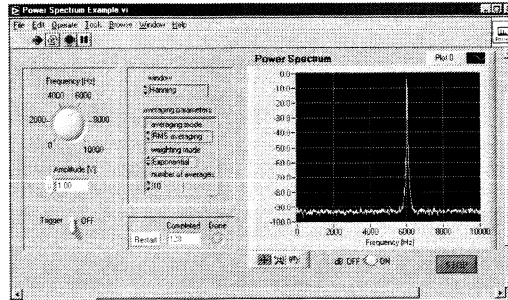 Power Spectrum Example.vi
File Edit Operate Tools Browse Window Help
Frequency [Hz]
4000 6000
2000 8000
0 10000
Amplitude [V]
1.00
Trigger OFF
window
Hanning
averaging parameters
averaging mode
RMS averaging
weighting mode
Exponential
number of averages
10
Completed Done
Restart
Power Spectrum Plot 0
0.0
-10.0
-20.0
-30.0
-40.0
-50.0
-60.0
-70.0
-80.0
-90.0
-100.0
0 2000 4000 6000 8000 10000
Frequency [Hz]
dB OFF ON
STOP